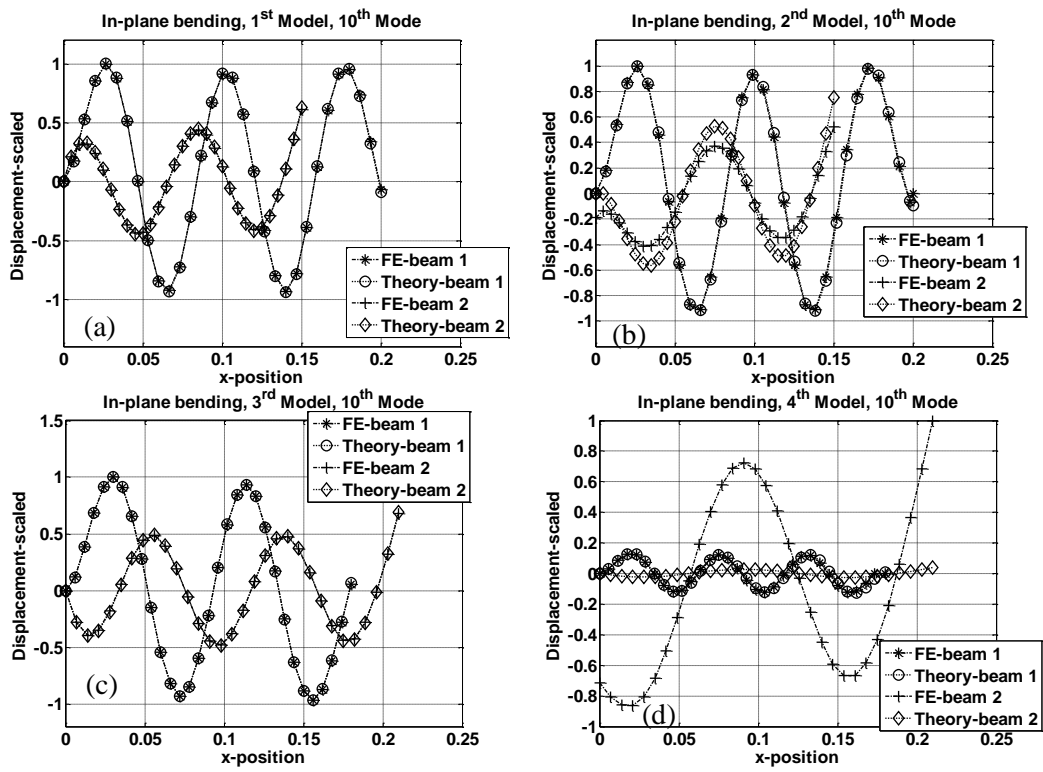 In-plane bending, 1st Model, 10th Mode
Displacement-scaled
1
0.5
0
-0.5
-1
(a)
FE-beam 1
Theory-beam 1
FE-beam 2
Theory-beam 2
0 0.05 0.1 0.15 0.2 0.25
x-position
In-plane bending, 2nd Model, 10th Mode
Displacement-scaled
1
0.8
0.6
0.4
0.2
0
-0.2
-0.4
-0.6
-0.8
-1
(b)
FE-beam 1
Theory-beam 1
FE-beam 2
Theory-beam 2
0 0.05 0.1 0.15 0.2 0.25
x-position
In-plane bending, 3rd Model, 10th Mode
Displacement-scaled
1.5
1
0.5
0
-0.5
-1
(c)
FE-beam 1
Theory-beam 1
FE-beam 2
Theory-beam 2
0 0.05 0.1 0.15 0.2 0.25
x-position
In-plane bending, 4th Model, 10th Mode
Displacement-scaled
1
0.8
0.6
0.4
0.2
0
-0.2
-0.4
-0.6
-0.8
-1
(d)
FE-beam 1
Theory-beam 1
FE-beam 2
Theory-beam 2
0 0.05 0.1 0.15 0.2 0.25
x-position